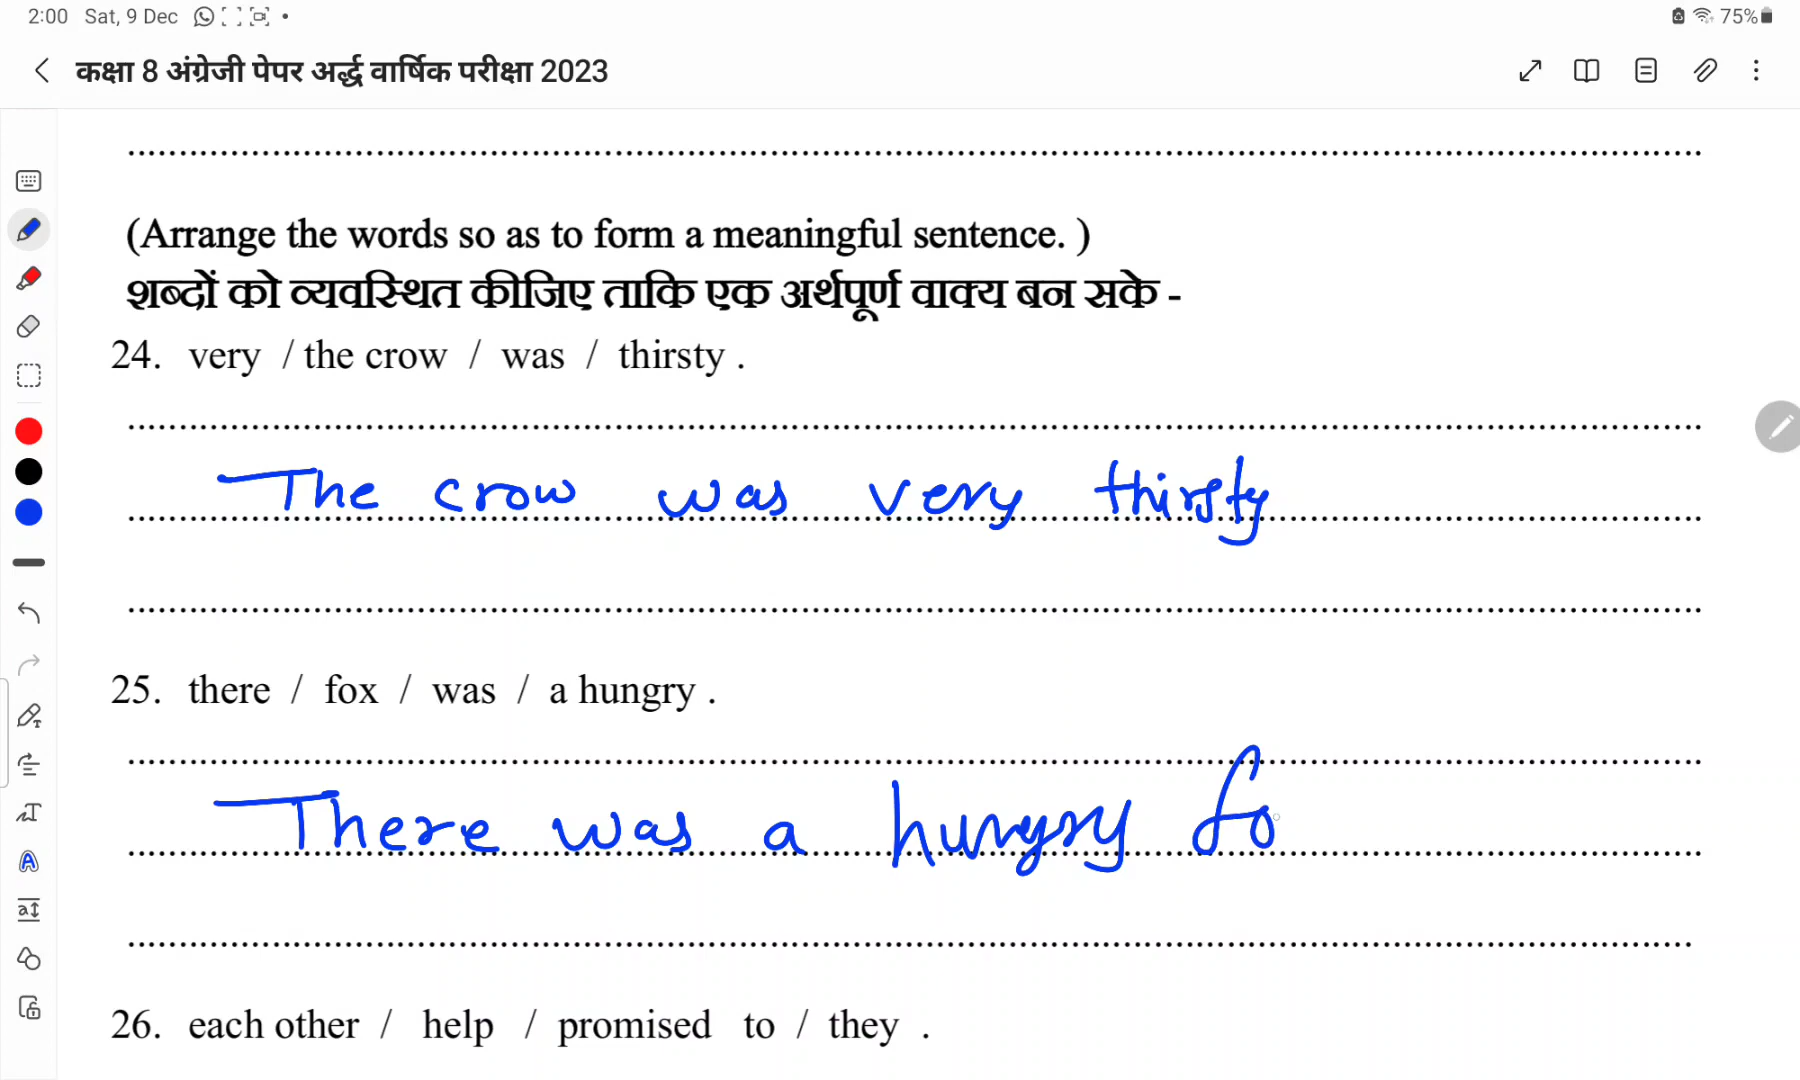 2:00 Sat, 9 Dec 75%
कक्षा 8 अंग्रेजी पेपर अर्द्ध वार्षिक परीक्षा 2023
(Arrange the words so as to form a meaningful sentence. )
शब्दों को व्यवस्थित कीजिए ताकि एक अर्थपूर्ण वाक्य बन सके -
24. very / the crow / was / thirsty .
The crow was very thirsty
25. there / fox / was / a hungry .
There was a hungry fo
26. each other / help / promised to / they .